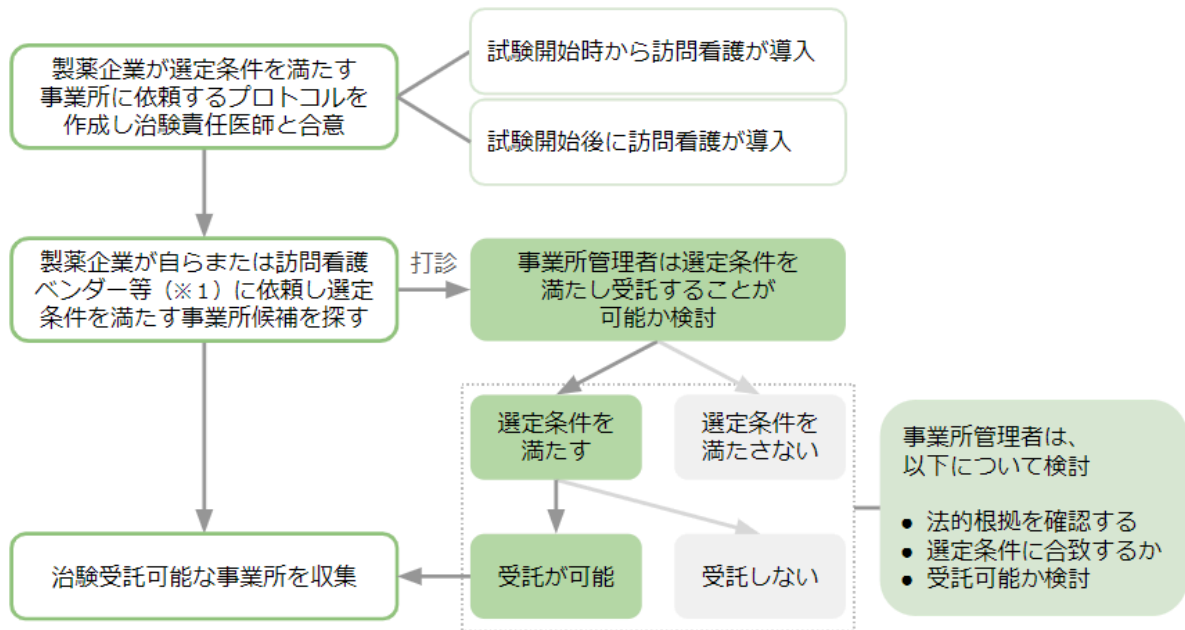 製薬企業が選定条件を満たす
事業所に依頼するプロトコルを
作成し治験責任医師と合意
試験開始時から訪問看護が導入
試験開始後に訪問看護が導入
製薬企業が自らまたは訪問看護
ベンダー等（※１）に依頼し選定
条件を満たす事業所候補を探す
打診
事業所管理者は選定条件を
満たし受託することが
可能か検討
選定条件を
満たす
選定条件を
満たさない
事業所管理者は、
以下について検討
● 法的根拠を確認する
● 選定条件に合致するか
● 受託可能か検討
治験受託可能な事業所を収集
受託が可能
受託しない